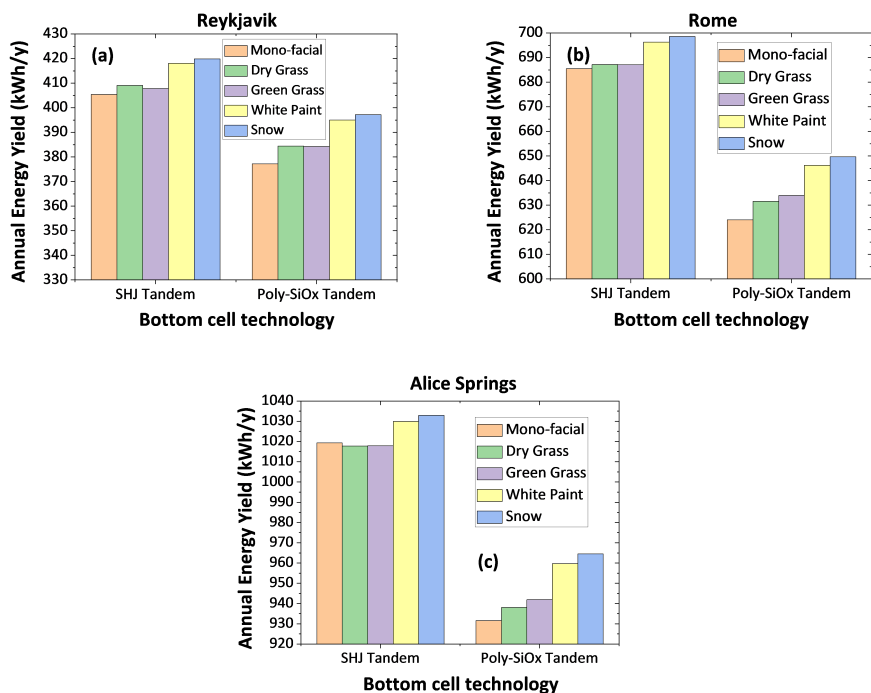 Reykjavik
(a)
Annual Energy Yield (kWh/y)
430
420
410
400
390
380
370
360
350
340
330
Mono-facial
Dry Grass
Green Grass
White Paint
Snow
SHJ Tandem
Poly-SiOx Tandem
Bottom cell technology
Rome
(b)
Annual Energy Yield (kWh/y)
700
690
680
670
660
650
640
630
620
610
600
Mono-facial
Dry Grass
Green Grass
White Paint
Snow
SHJ Tandem
Poly-SiOx Tandem
Bottom cell technology
Alice Springs
Annual Energy Yield (kWh/y)
1040
1030
1020
1010
1000
990
980
970
960
950
940
930
920
Mono-facial
Dry Grass
Green Grass
White Paint
Snow
(c)
SHJ Tandem
Poly-SiOx Tandem
Bottom cell technology